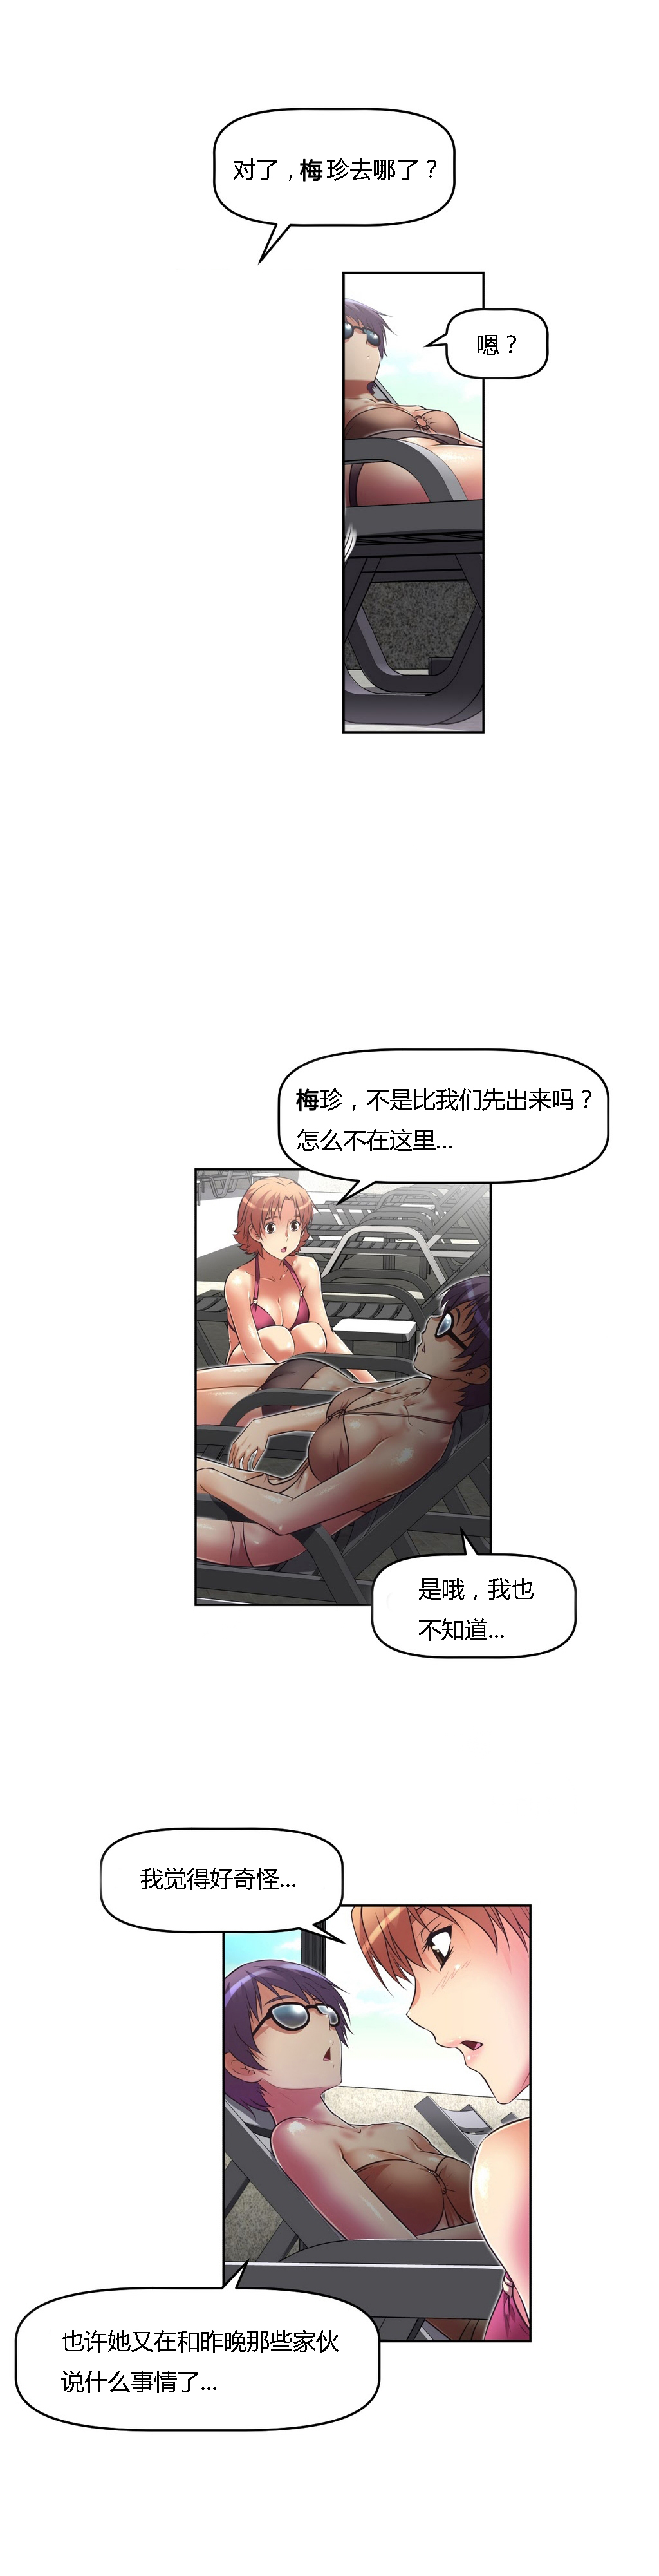 对了，梅珍去哪了？
嗯？
梅珍，不是比我们先出来吗？
怎么不在这里...
是哦，我也
不知道...
我觉得好奇怪...
也许她又在和昨晚那些家伙
说什么事情了...